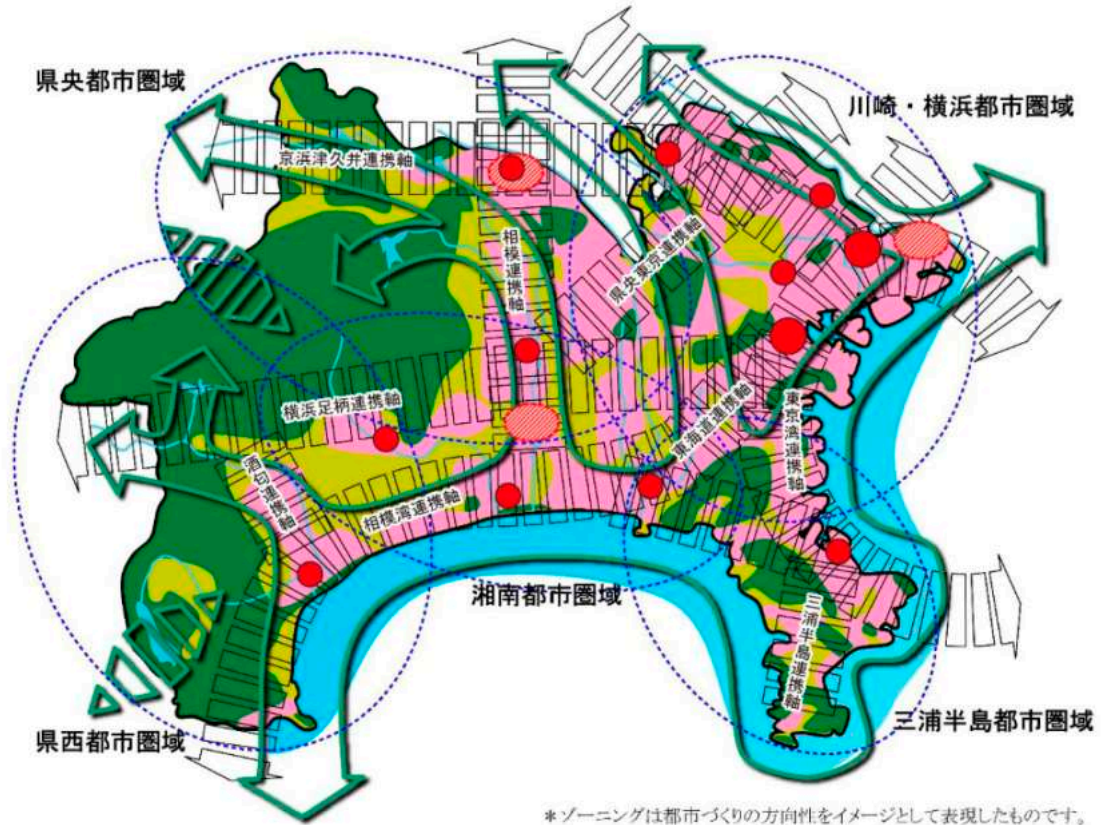 県央都市圏域
川崎・横浜都市圏域
京浜津久井連携軸
相模連携軸
県央東京連携軸
横浜足柄連携軸
東海道連携軸
東京湾連携軸
酒匂連携軸
相模湾連携軸
湘南都市圏域
三浦半島連携軸
県西都市圏域
三浦半島都市圏域
*ゾーニングは都市づくりの方向性をイメージとして表現したものです。